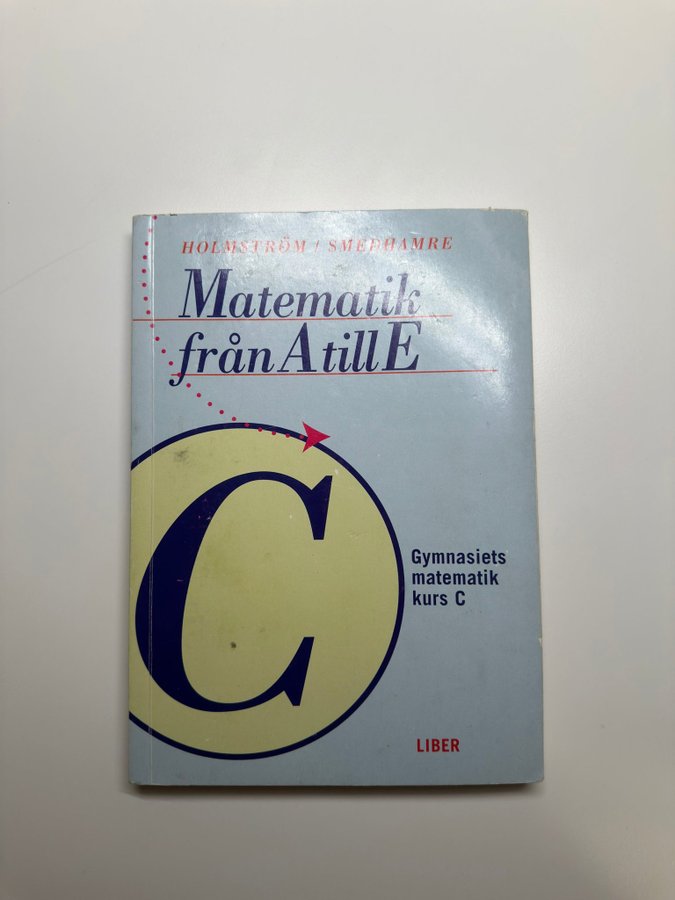 HOLMSTRÖM / SMEDHAMRE
Matematik
från A till E
C
Gymnasiets
matematik
kurs C
LIBER